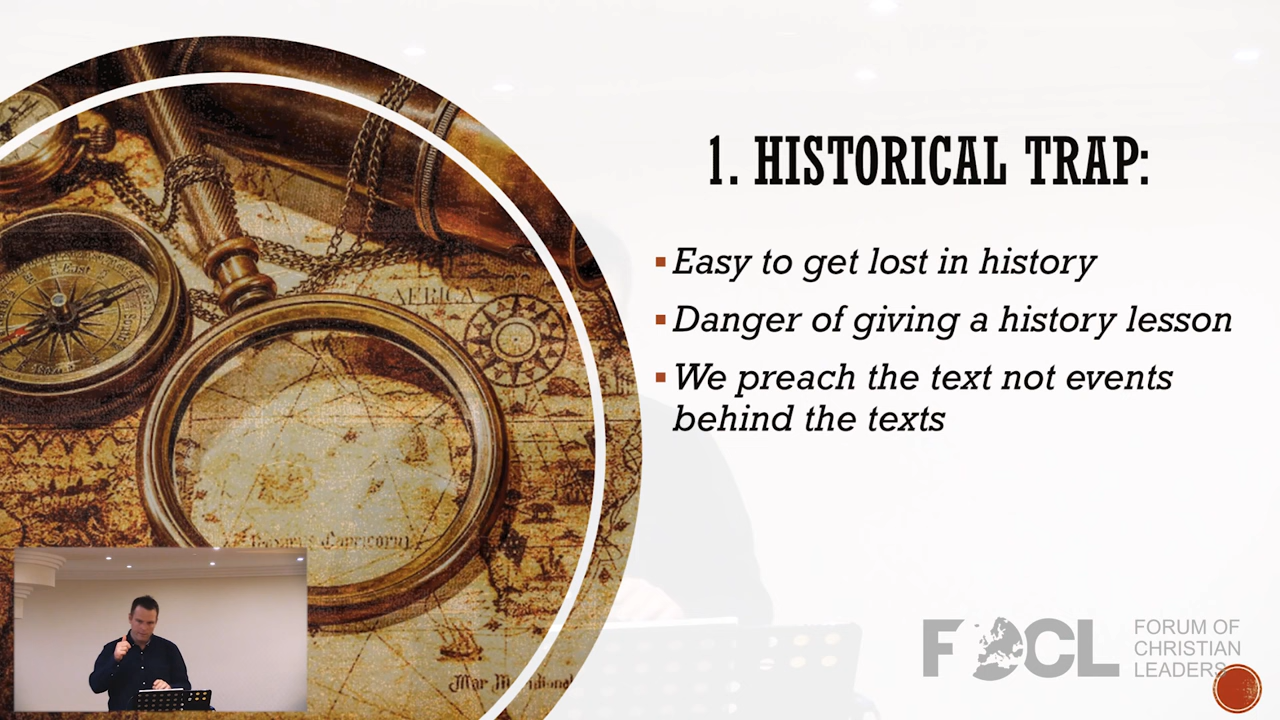 1. HISTORICAL TRAP:
Easy to get lost in history
Danger of giving a history lesson
We preach the text not events
behind the texts
AFRICA
East
FOCL
FORUM OF
CHRISTIAN
LEADERS